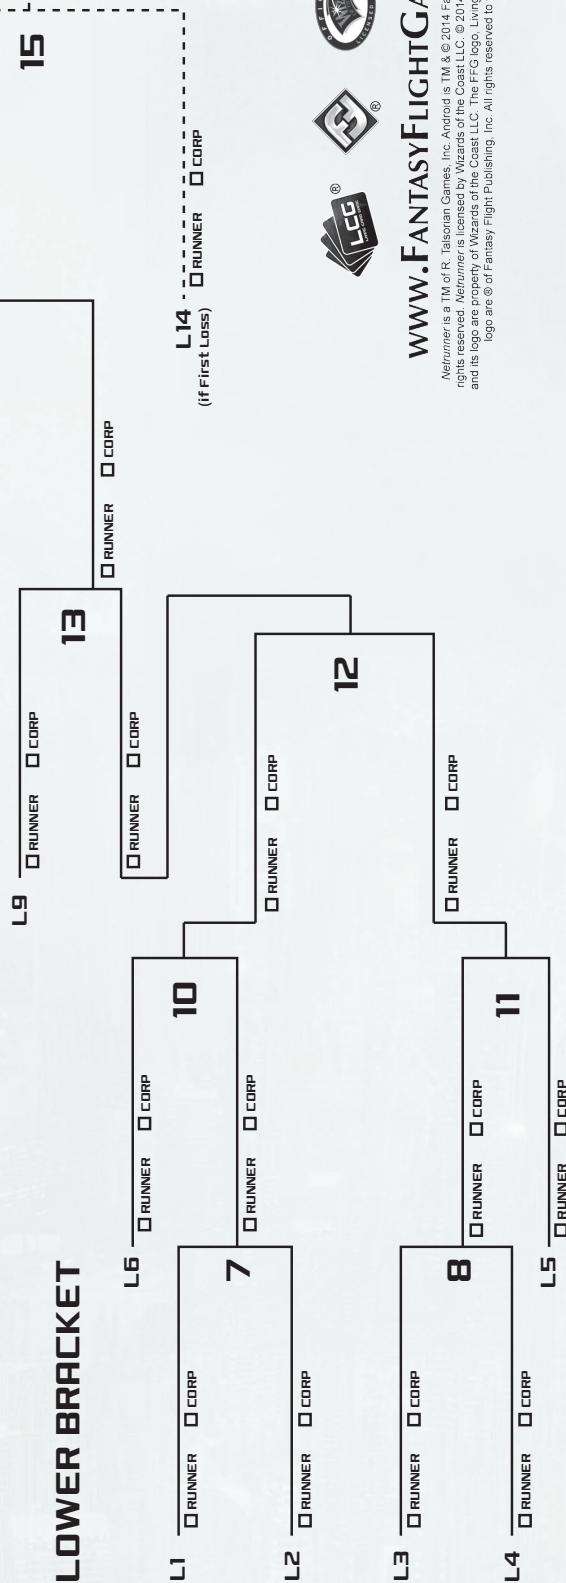 L9
RUNNER CORP
15
LOWER BRACKET
13
RUNNER CORP
RUNNER CORP
L6
RUNNER CORP
L1
RUNNER CORP
10
L14
RUNNER CORP
(if First Loss)
7
RUNNER CORP
RUNNER CORP
L2
RUNNER CORP
12
LCG ®
®
OFFI
LICENSED
L3
RUNNER CORP
WWW.FANTASYFLIGHTGA
RUNNER CORP
8
RUNNER CORP
11
L4
RUNNER CORP
L5
RUNNER CORP
Netrunner is a TM of R. Talsorian Games, Inc. Android is TM & © 2014 Fa
rights reserved. Netrunner is licensed by Wizards of the Coast LLC. © 2014
and its logo are property of Wizards of the Coast LLC. The FFG logo, Living
logo are ® of Fantasy Flight Publishing, Inc. All rights reserved to